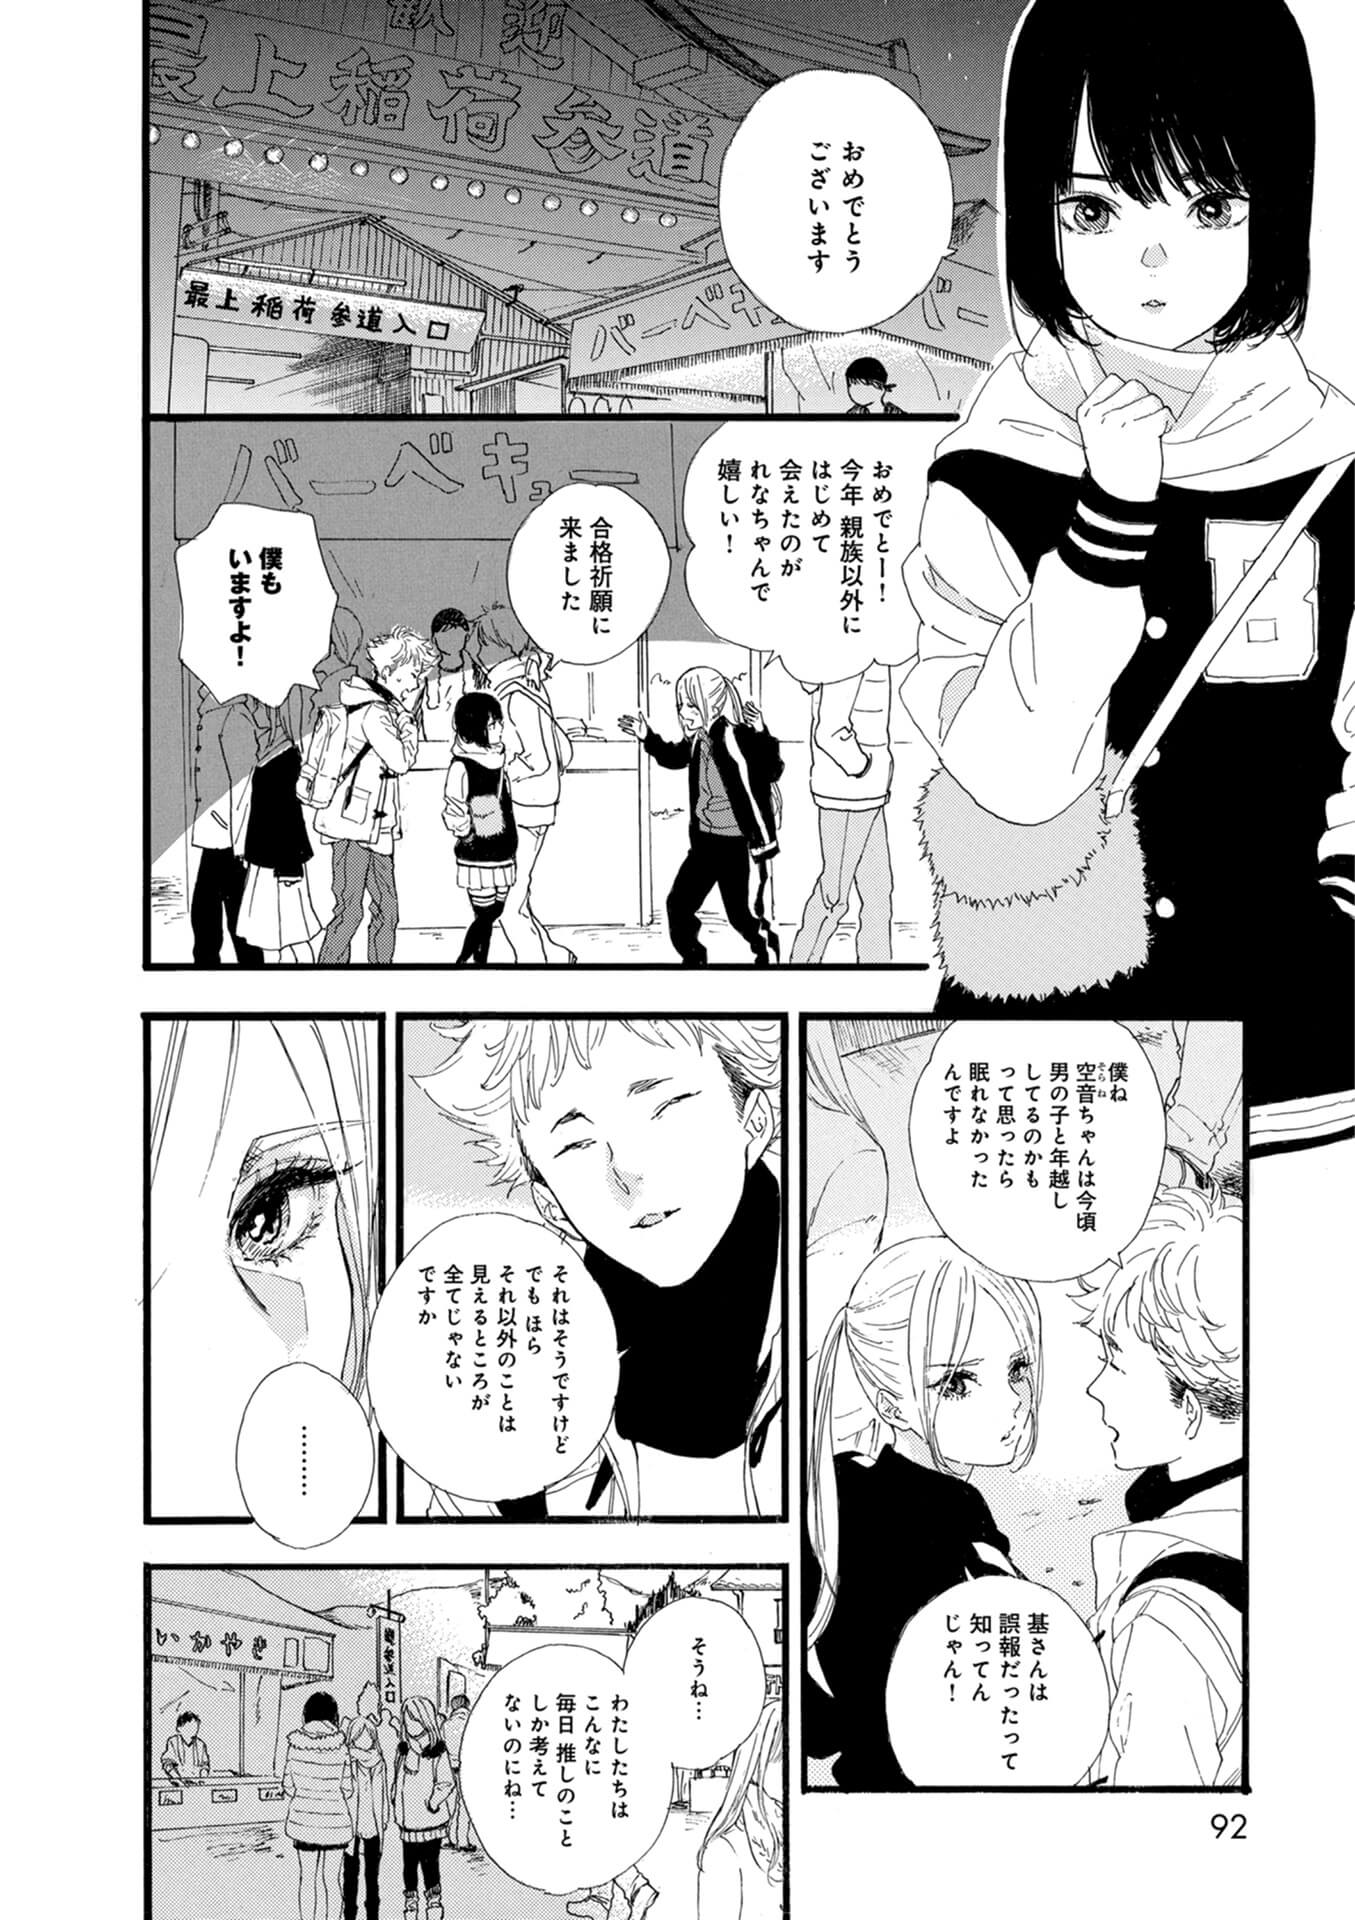 歓迎
最上稲荷参道
最上稲荷参道入口
バーベキュー
バー
おめでとう
ございます
バーベキュー
おめでとー!
今年 親族以外に
はじめて
会えたのが
れなちゃんで
嬉しい!
合格祈願に
来ました
僕も
いますよ!
僕ね
空音ちゃんは今頃
そらね
男の子と年越し
してるのかも
って思ったら
眠れなかった
んですよ
基さんは
誤報だったって
知っててん
じゃん!
それはそうですけど
でも ほら
それ以外のことは
見えるところが
全てじゃない
ですか
………
そうね…
わたしたちは
こんなに
毎日 推しのこと
しか考えて
ないのにね…
いかやき
参道入口
92